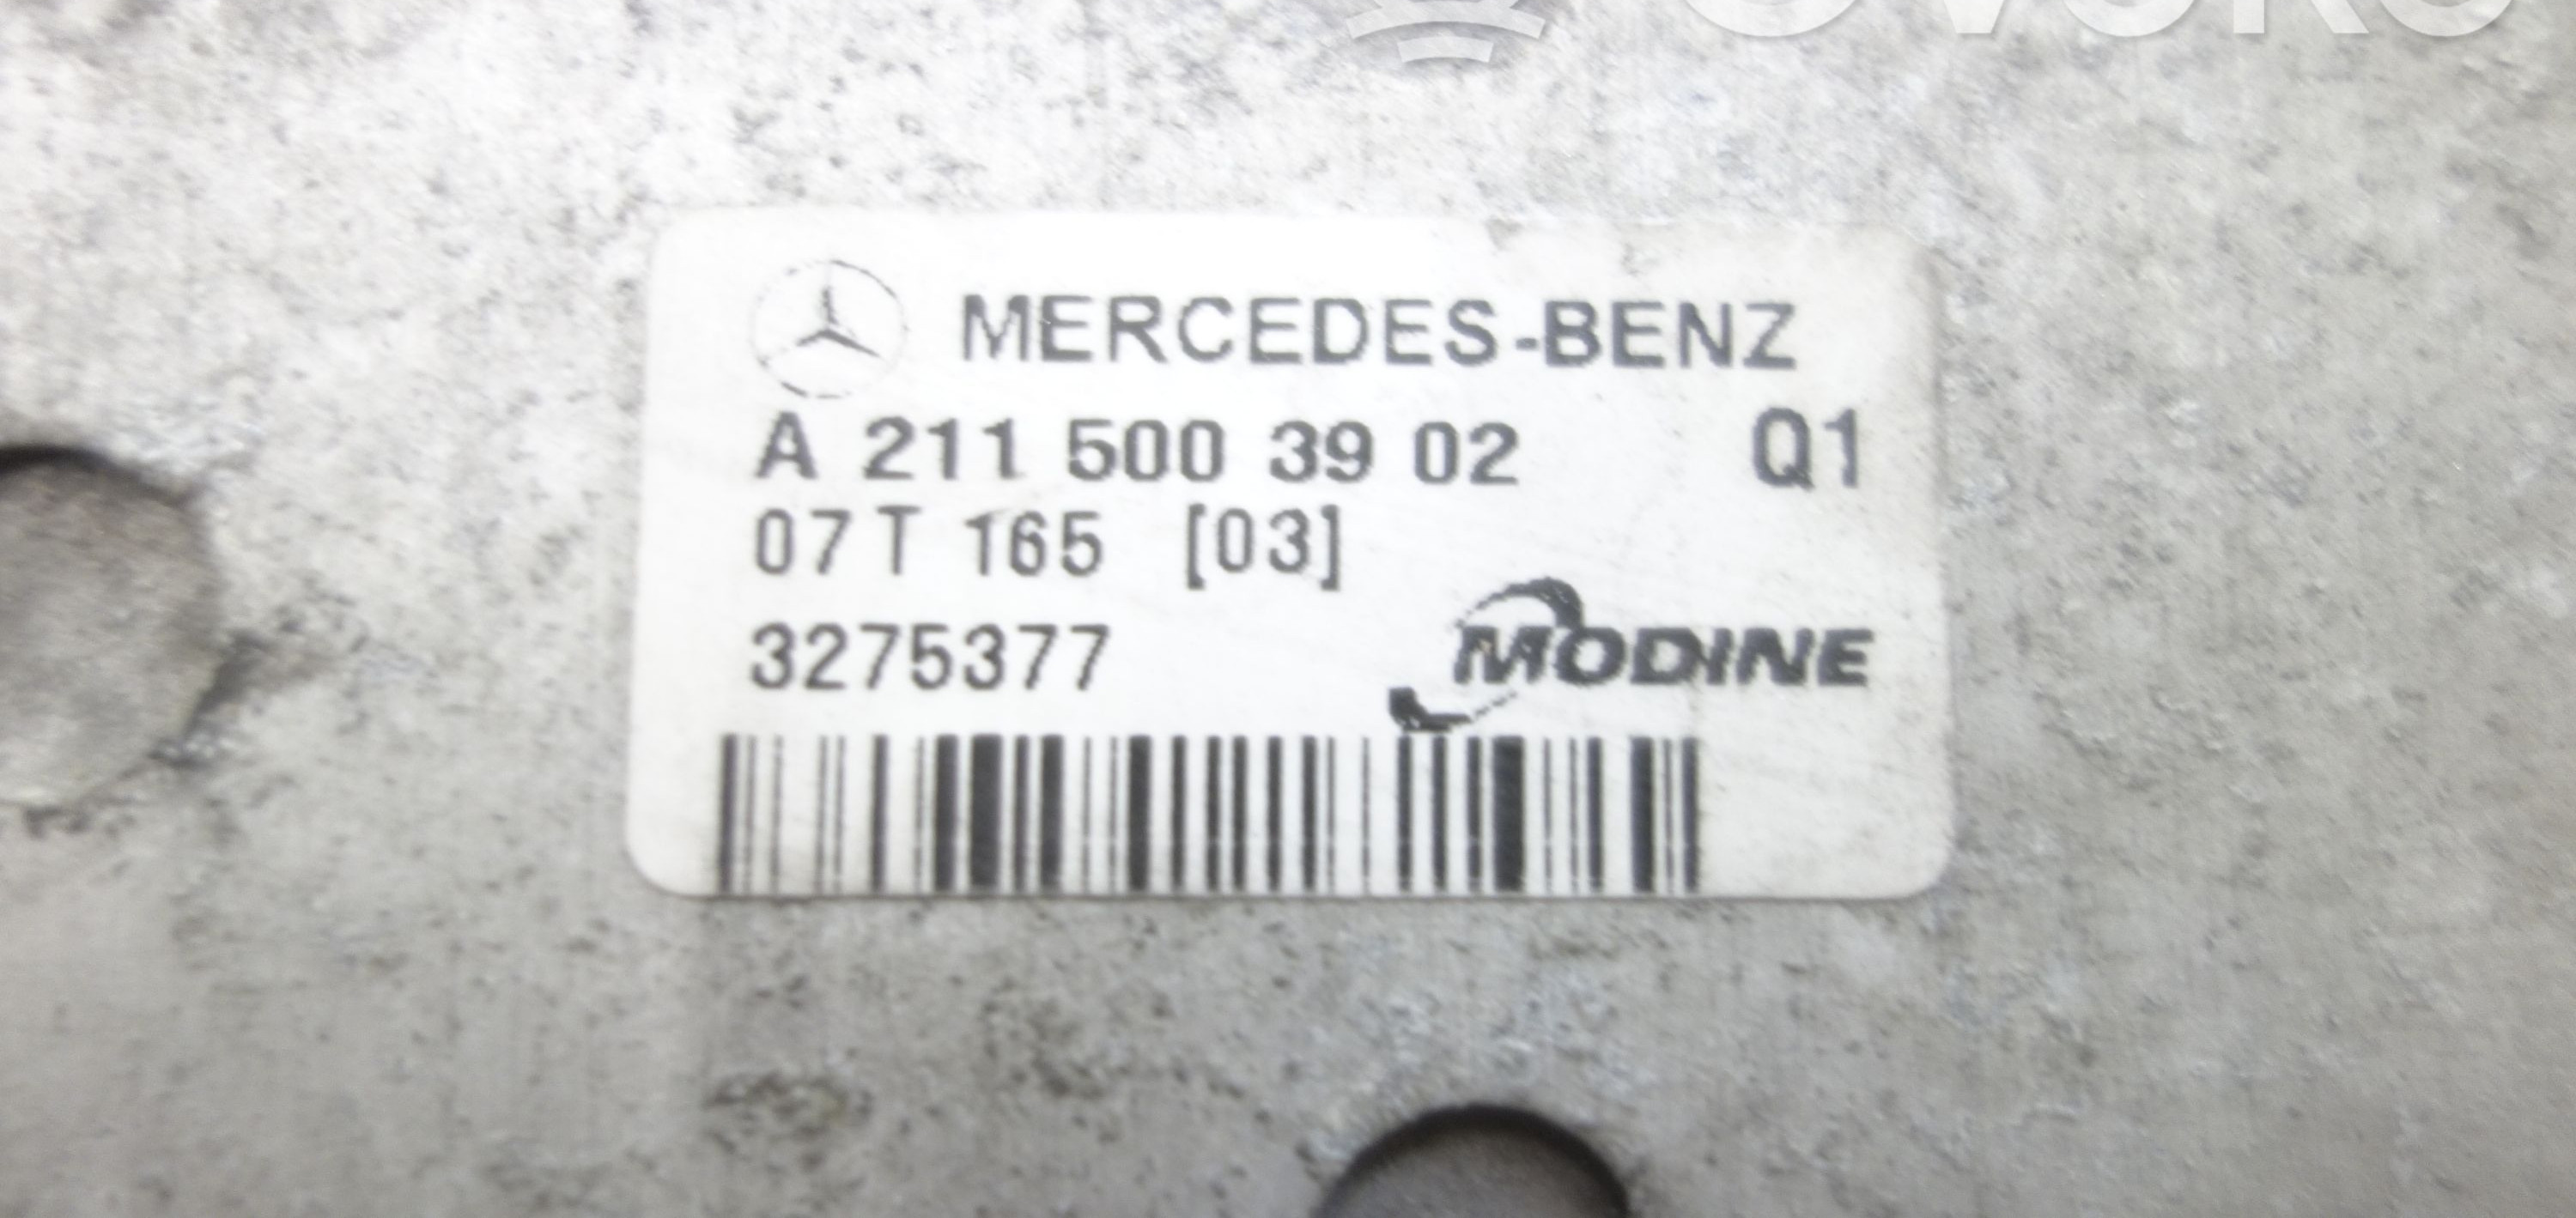 MERCEDES-BENZ
A 211 500 39 02 Q1
07 T 165 [03]
3275377
MODINE